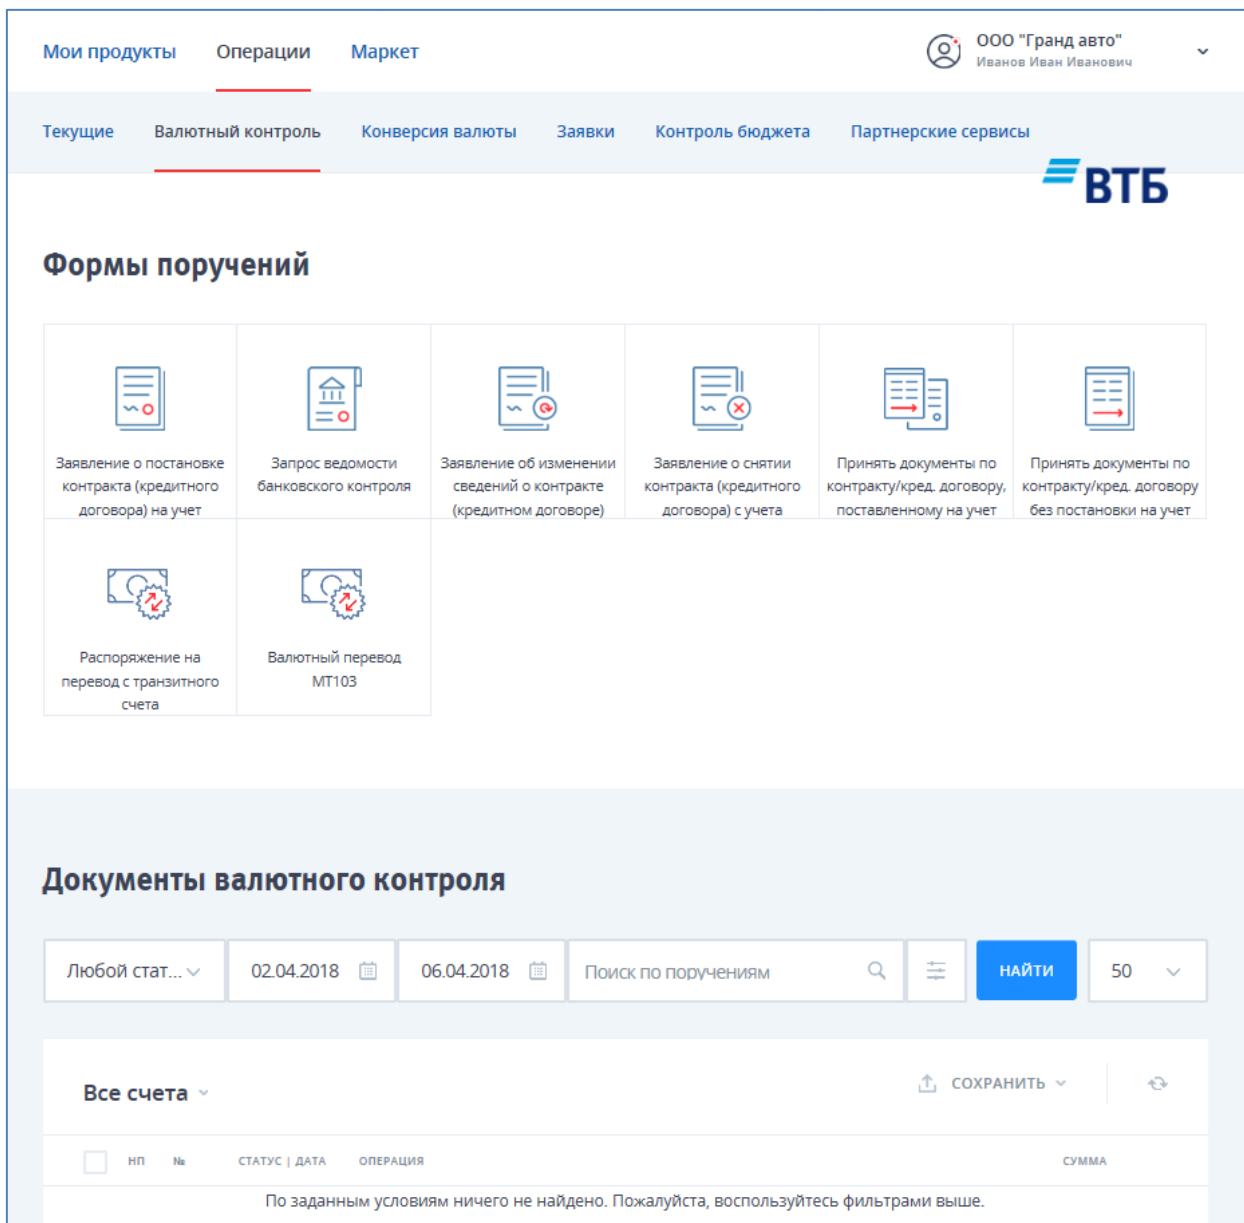 Мои продукты Операции Маркет
ООО "Гранд авто"
Иванов Иван Иванович
Текущие Валютный контроль Конверсия валюты Заявки Контроль бюджета Партнерские сервисы
ВТБ
Формы поручений
Заявление о постановке
контракта (кредитного
договора) на учет
Запрос ведомости
банковского контроля
Заявление об изменении
сведений о контракте
(кредитном договоре)
Заявление о снятии
контракта (кредитного
договора) с учета
Принять документы по
контракту/кред. договору,
поставленному на учет
Принять документы по
контракту/кред. договору
без постановки на учет
Распоряжение на
перевод с транзитного
счета
Валютный перевод
МТ103
Документы валютного контроля
Любой стат... 02.04.2018 06.04.2018 Поиск по поручениям НАЙТИ 50
Все счета СОХРАНИТЬ
НП № СТАТУС | ДАТА ОПЕРАЦИЯ СУММА
По заданным условиям ничего не найдено. Пожалуйста, воспользуйтесь фильтрами выше.